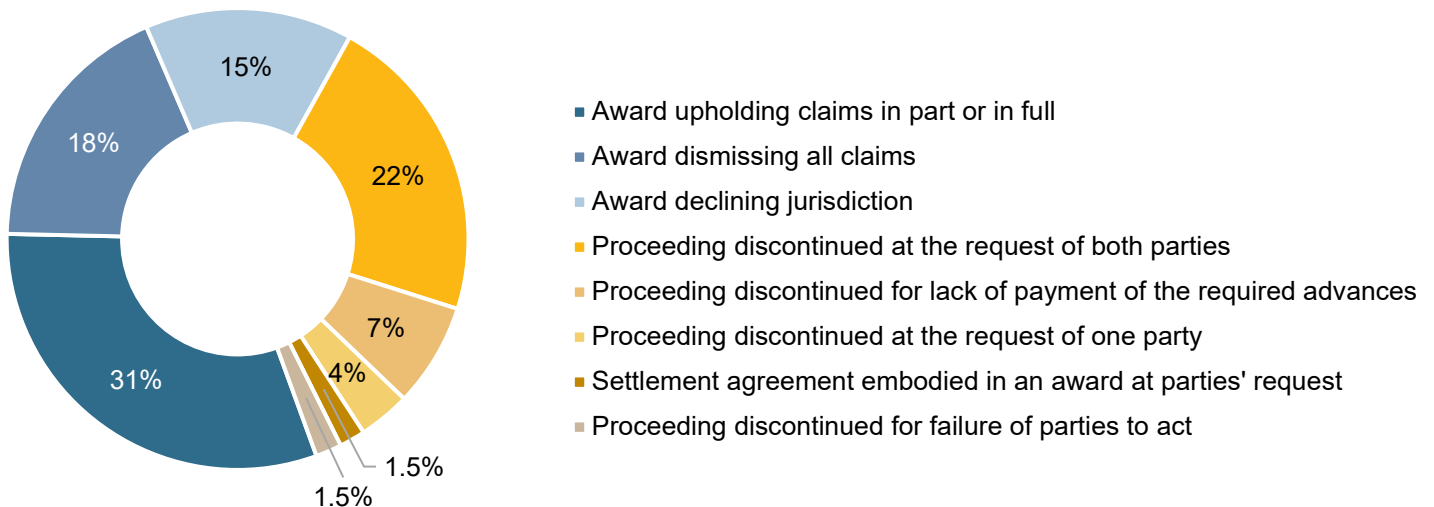 15%
18%
22%
7%
4%
31%
1.5%
1.5%
Award upholding claims in part or in full
Award dismissing all claims
Award declining jurisdiction
Proceeding discontinued at the request of both parties
Proceeding discontinued for lack of payment of the required advances
Proceeding discontinued at the request of one party
Settlement agreement embodied in an award at parties' request
Proceeding discontinued for failure of parties to act